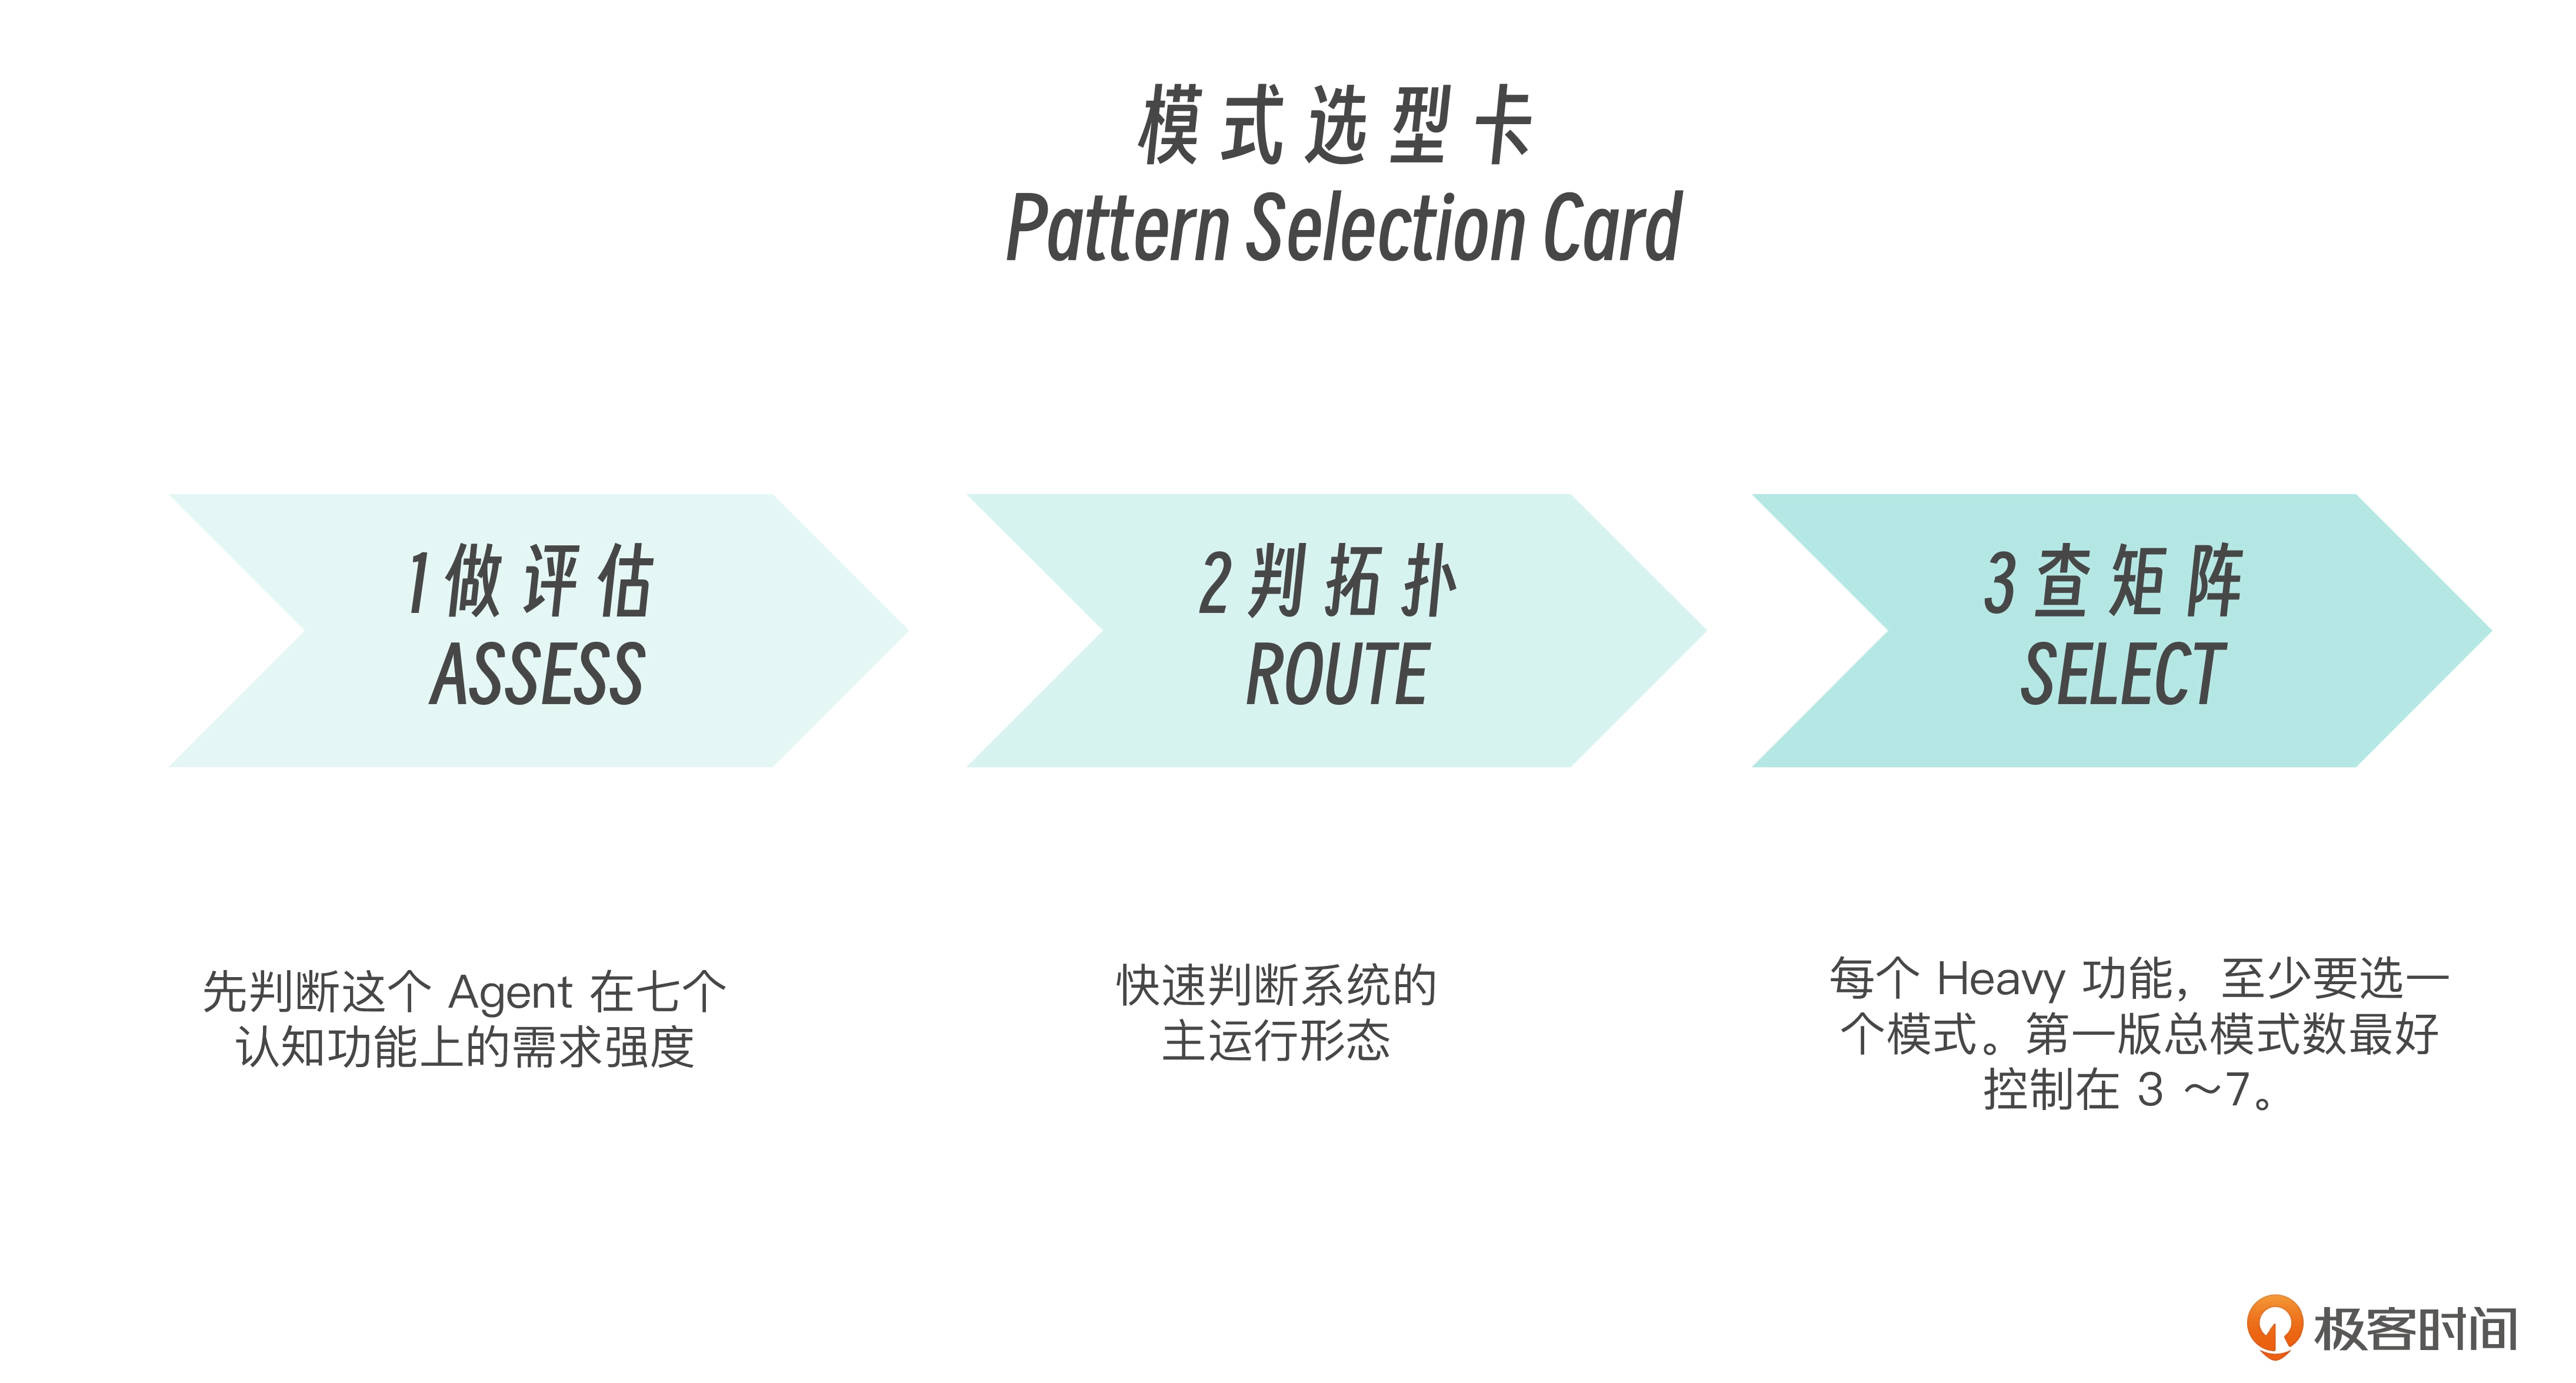 模式选型卡
Pattern Selection Card
1 做评估
ASSESS
2 判拓扑
ROUTE
3 查矩阵
SELECT
先判断这个 Agent 在七个
认知功能上的需求强度
快速判断系统的
主运行形态
每个 Heavy 功能，至少要选一
个模式。第一版总模式数最好
控制在 3 ～7。
极客时间